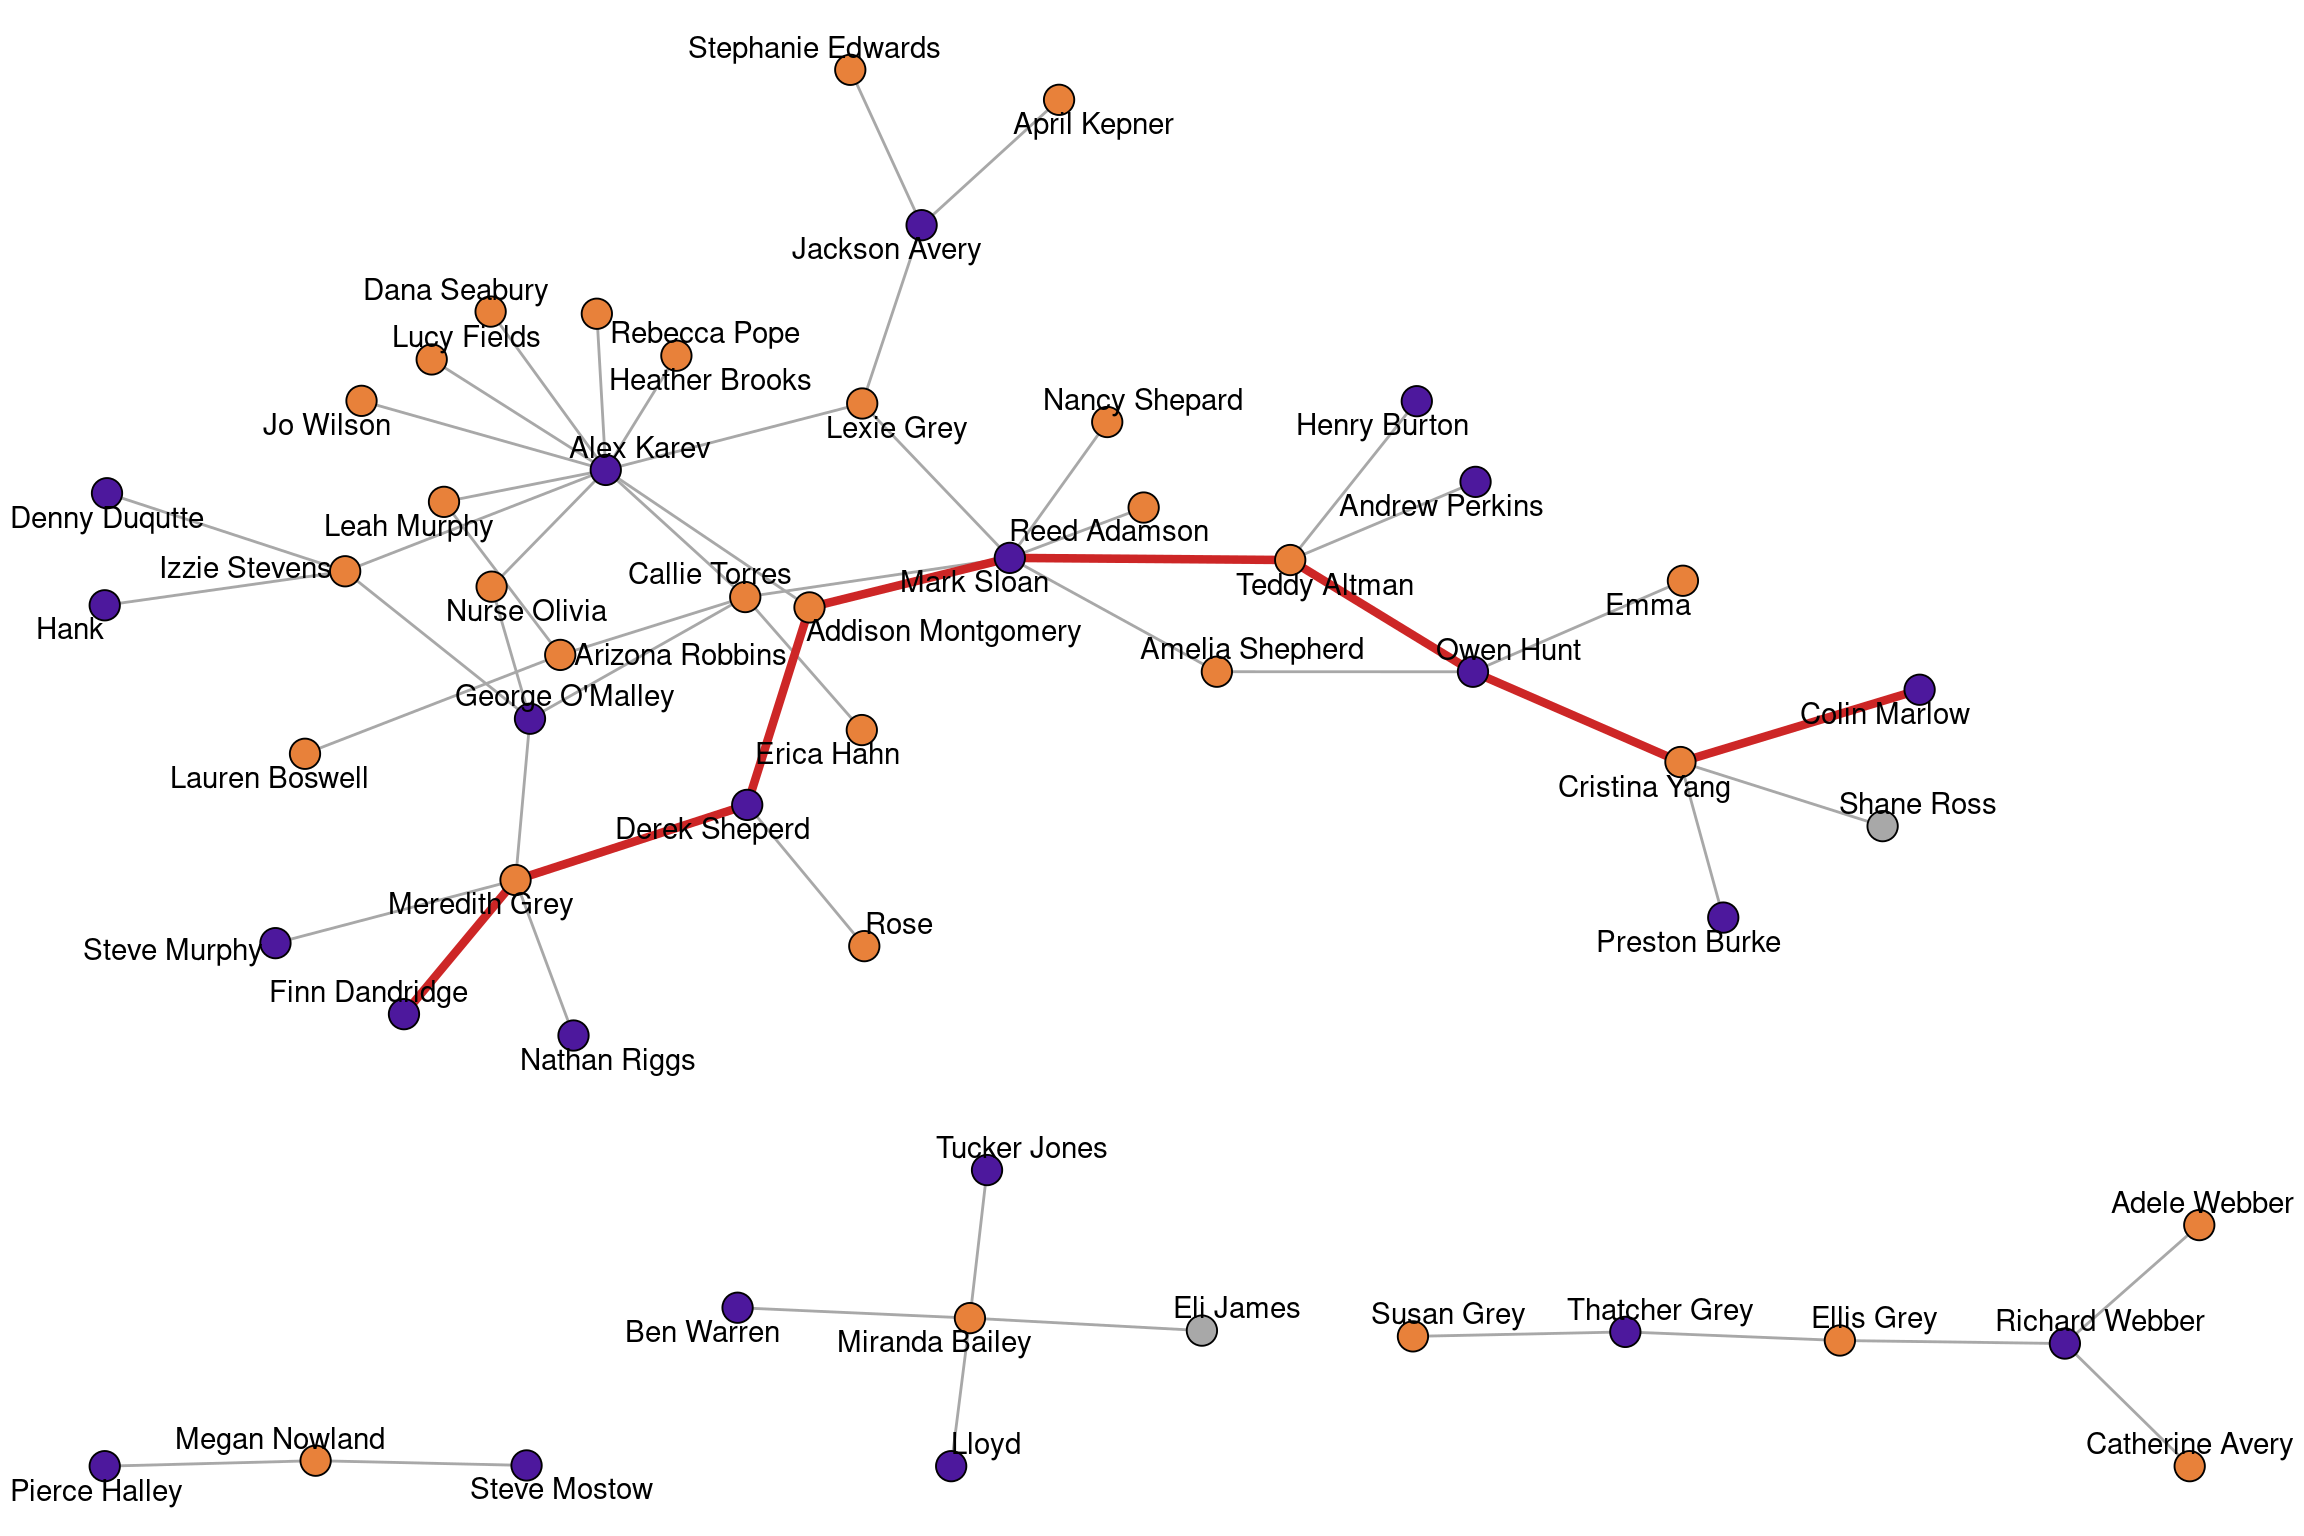 Stephanie Edwards
April Kepner
Jackson Avery
Dana Seabury
Lucy Fields
Rebecca Pope
Heather Brooks
Jo Wilson
Alex Karev
Lexie Grey
Nancy Shepard
Henry Burton
Denny Duqutte
Leah Murphy
Reed Adamson
Andrew Perkins
Izzie Stevens
Callie Torres
Mark Sloan
Teddy Altman
Emma
Hank
Nurse Olivia
Addison Montgomery
Arizona Robbins
Amelia Shepherd
Owen Hunt
George O'Malley
Colin Marlow
Lauren Boswell
Erica Hahn
Cristina Yang
Shane Ross
Derek Sheperd
Meredith Grey
Rose
Steve Murphy
Preston Burke
Finn Dandridge
Nathan Riggs
Tucker Jones
Adele Webber
Ben Warren
Miranda Bailey
Eli James
Susan Grey
Thatcher Grey
Ellis Grey
Richard Webber
Megan Nowland
Lloyd
Catherine Avery
Pierce Halley
Steve Mostow